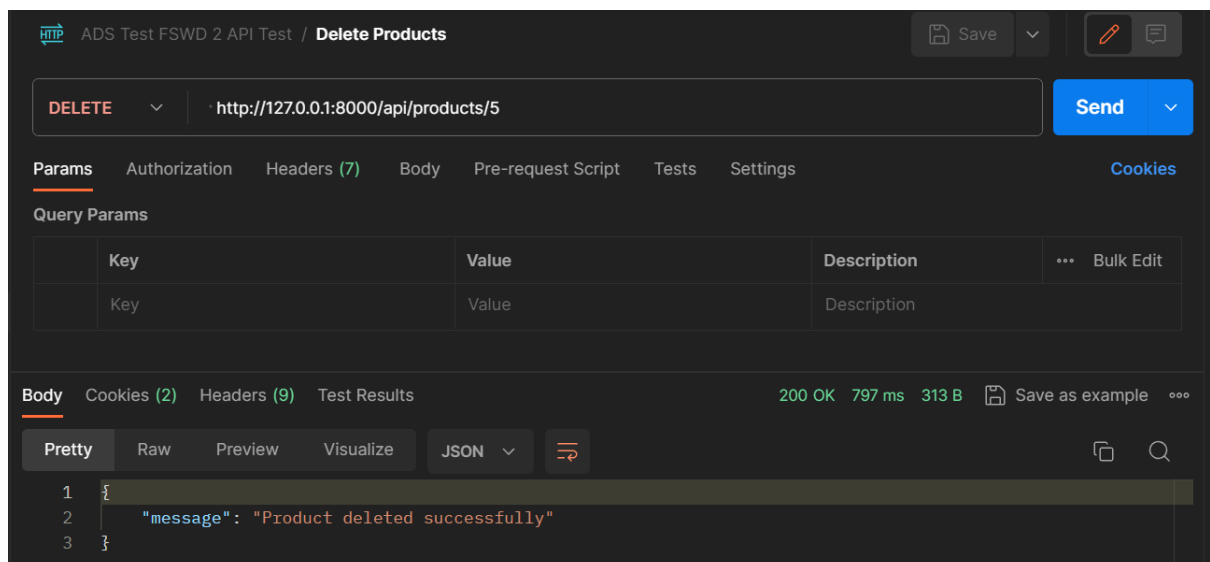 HTTP ADS Test FSWD 2 API Test / Delete Products Save
DELETE http://127.0.0.1:8000/api/products/5 Send
Params Authorization Headers (7) Body Pre-request Script Tests Settings Cookies
Query Params
Key Value Description Bulk Edit
Key Value Description
Body Cookies (2) Headers (9) Test Results 200 OK 797 ms 313 B Save as example
Pretty Raw Preview Visualize JSON
1 {
2 "message": "Product deleted successfully"
3 }